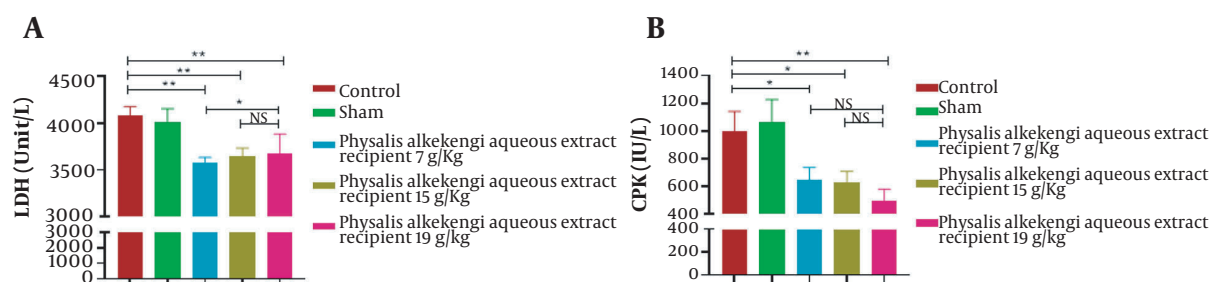 A
**
**
**
*
NS
LDH (Unit/L)
4500
4000
3500
3000
3000
2000
1000
0
Control
Sham
Physalis alkekengi aqueous extract
recipient 7 g/Kg
Physalis alkekengi aqueous extract
recipient 15 g/Kg
Physalis alkekengi aqueous extract
recipient 19 g/kg
B
**
*
*
NS
NS
CPK (IU/L)
1400
1200
1000
800
600
400
400
200
0
Control
Sham
Physalis alkekengi aqueous extract
recipient 7 g/Kg
Physalis alkekengi aqueous extract
recipient 15 g/Kg
Physalis alkekengi aqueous extract
recipient 19 g/kg